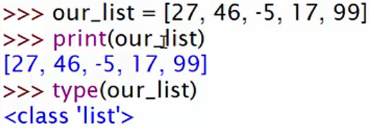 >>> our_list = [27, 46, -5, 17, 99]
>>> print(our_list)
[27, 46, -5, 17, 99]
>>> type(our_list)
<class 'list'>